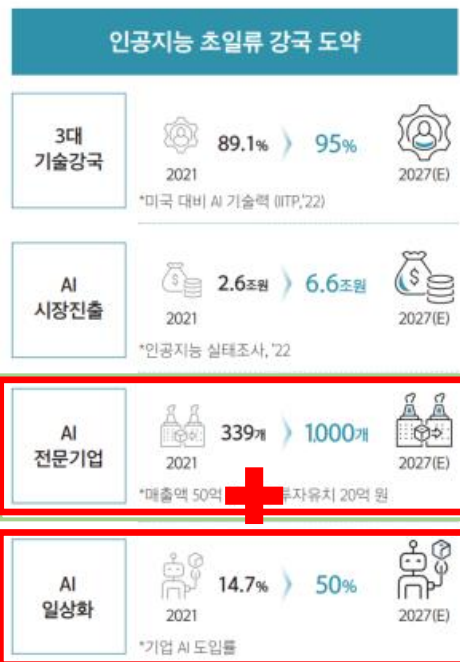 인공지능 초일류 강국 도약
3대
기술강국
89.1% 95%
2021 2027(E)
*미국 대비 AI 기술력 (IITP,'22)
AI
시장진출
2.6조원 6.6조원
2021 2027(E)
*인공지능 실태조사, '22
AI
전문기업
339개 1,000개
2021 2027(E)
*매출액 50억 투자유치 20억 원
AI
일상화
14.7% 50%
2021 2027(E)
*기업 AI 도입률